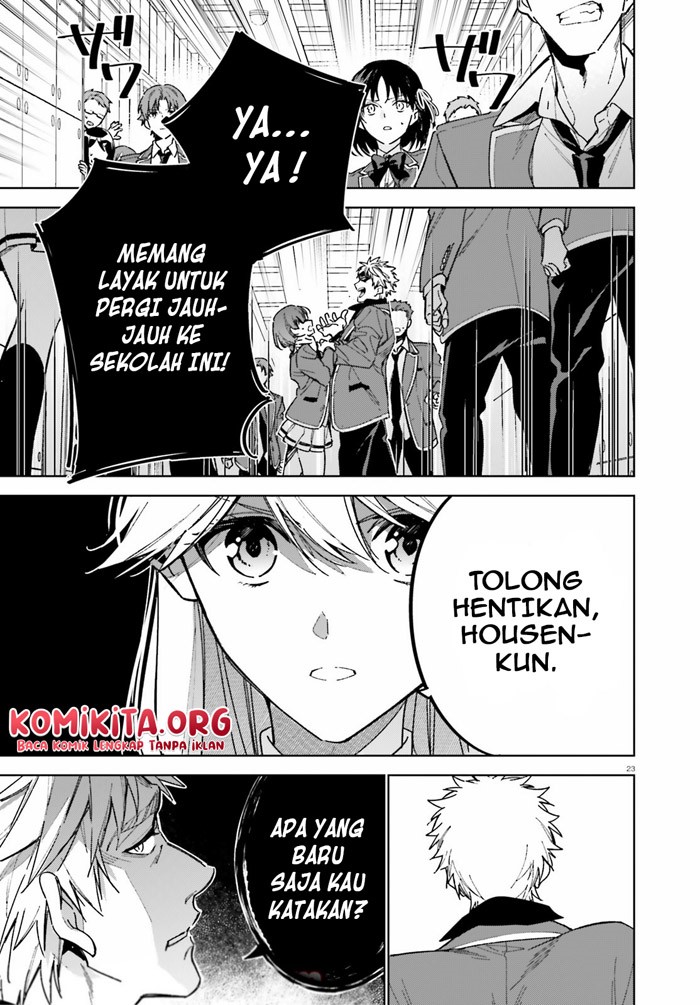 ザワ
ザワ
YA...
YA!
MEMANG
LAYAK UNTUK
PERGI JAUH-
JAUH KE
SEKOLAH INI!
TOLONG
HENTIKAN,
HOUSEN-
KUN.
KOMIKITA.ORG
BACA KOMIK LENGKAP TANPA IKLAN
23
APA YANG
BARU
SAJA KAU
KATAKAN?